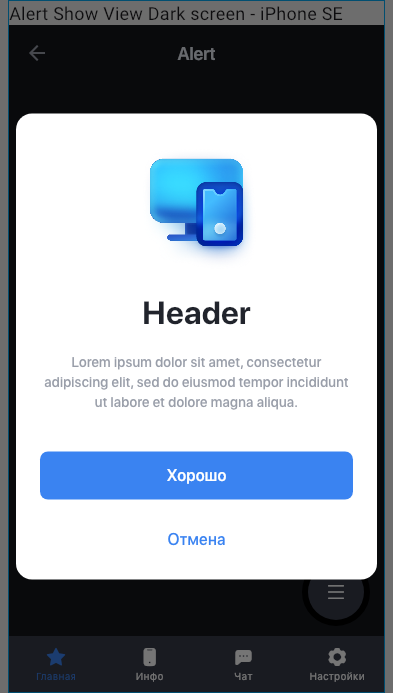 Alert Show View Dark screen - iPhone SE
Alert
Header
Lorem ipsum dolor sit amet, consectetur
adipiscing elit, sed do eiusmod tempor incididunt
ut labore et dolore magna aliqua.
Хорошо
Отмена
Главная Инфо Чат Настройки